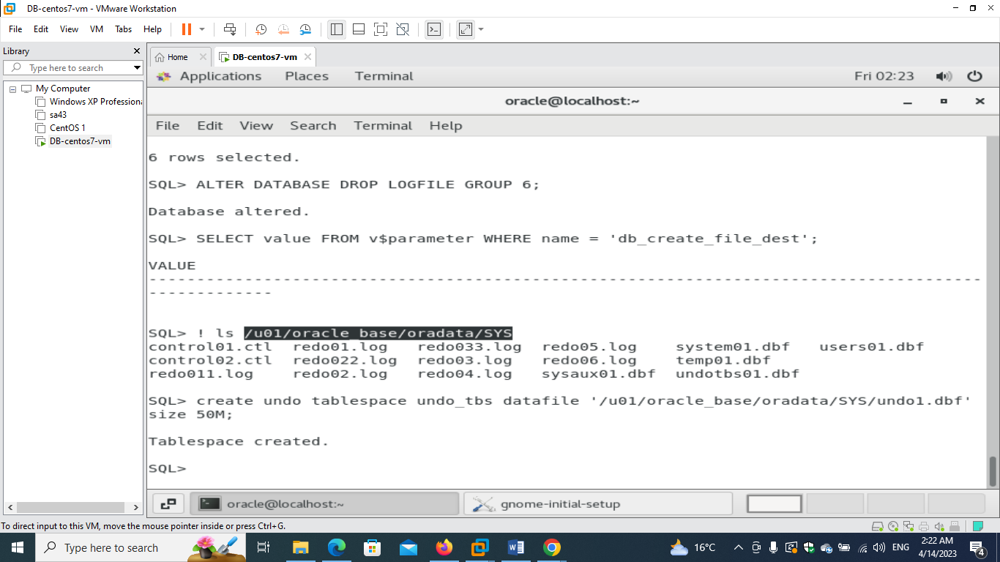 DB-centos7-vm - VMware Workstation
File Edit View VM Tabs Help
Library
Type here to search
My Computer
Windows XP Professiona
sa43
CentOS 1
DB-centos7-vm
Home DB-centos7-vm
Applications Places Terminal Fri 02:23
oracle@localhost:~
File Edit View Search Terminal Help
6 rows selected.
SQL> ALTER DATABASE DROP LOGFILE GROUP 6;
Database altered.
SQL> SELECT value FROM v$parameter WHERE name = 'db_create_file_dest';
VALUE
---------------------------------------------------------------------------------------
-------------
SQL> ! ls /u01/oracle_base/oradata/SYS
control01.ctl redo01.log redo033.log redo05.log system01.dbf users01.dbf
control02.ctl redo022.log redo03.log redo06.log temp01.dbf
redo011.log redo02.log redo04.log sysaux01.dbf undotbs01.dbf
SQL> create undo tablespace undo_tbs datafile '/u01/oracle_base/oradata/SYS/undo1.dbf'
size 50M;
Tablespace created.
SQL>
oracle@localhost:~ gnome-initial-setup
To direct input to this VM, move the mouse pointer inside or press Ctrl+G.
Type here to search 16°C ENG 2:22 AM
4/14/2023
4